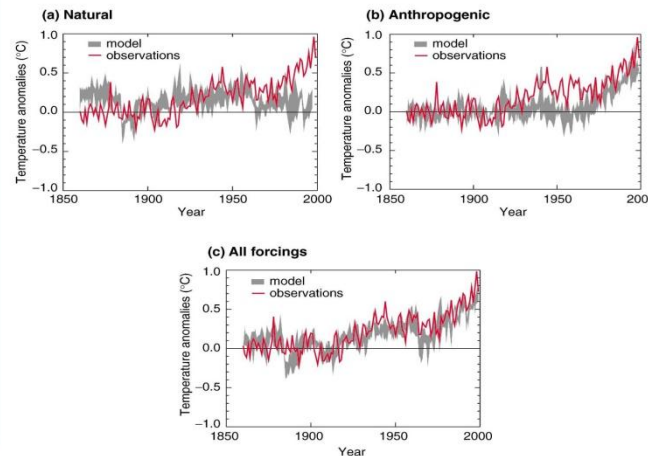 (a) Natural
Temperature anomalies (°C)
1.0
0.5
0.0
−0.5
−1.0
model
observations
1850
1900
1950
2000
Year
(b) Anthropogenic
Temperature anomalies (°C)
1.0
0.5
0.0
−0.5
−1.0
model
observations
1850
1900
1950
200
Year
(c) All forcings
Temperature anomalies (°C)
1.0
0.5
0.0
−0.5
−1.0
model
observations
1850
1900
1950
2000
Year